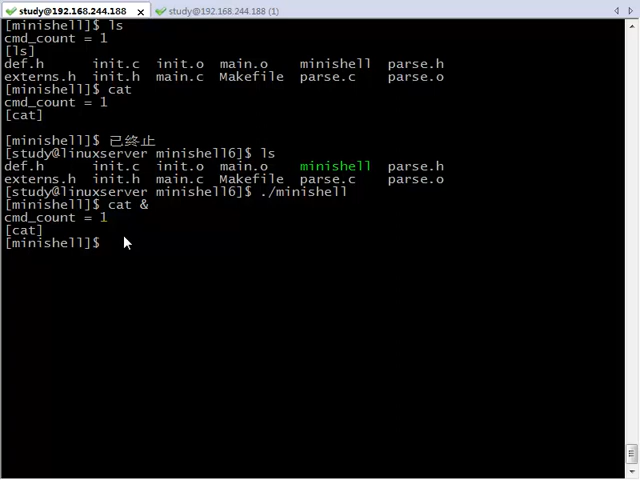 study@192.168.244.188
study@192.168.244.188 (1)
[minishell]$ ls
cmd_count = 1
[ls]
def.h init.c init.o main.o minishell parse.h
externs.h init.h main.c Makefile parse.c parse.o
[minishell]$ cat
cmd_count = 1
[cat]
[minishell]$ 已终止
[study@linuxserver minishell6]$ ls
def.h init.c init.o main.o minishell parse.h
externs.h init.h main.c Makefile parse.c parse.o
[study@linuxserver minishell6]$ ./minishell
[minishell]$ cat &
cmd_count = 1
[cat]
[minishell]$